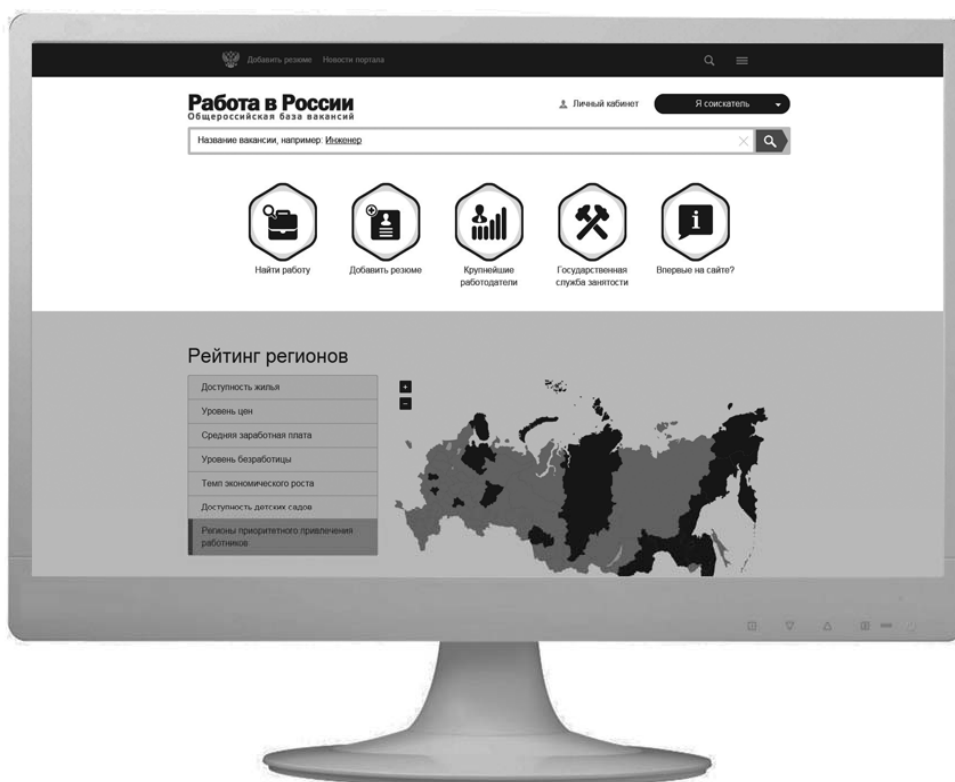 Добавить резюме Новости портала
Работа в России
Общероссийская база вакансий
Личный кабинет
Я соискатель
Название вакансии, например: Инженер
Найти работу
Добавить резюме
Крупнейшие
работодатели
Государственная
служба занятости
Впервые на сайте?
Рейтинг регионов
Доступность жилья
Уровень цен
Средняя заработная плата
Уровень безработицы
Темп экономического роста
Доступность детских садов
Регионы приоритетного привлечения
работников